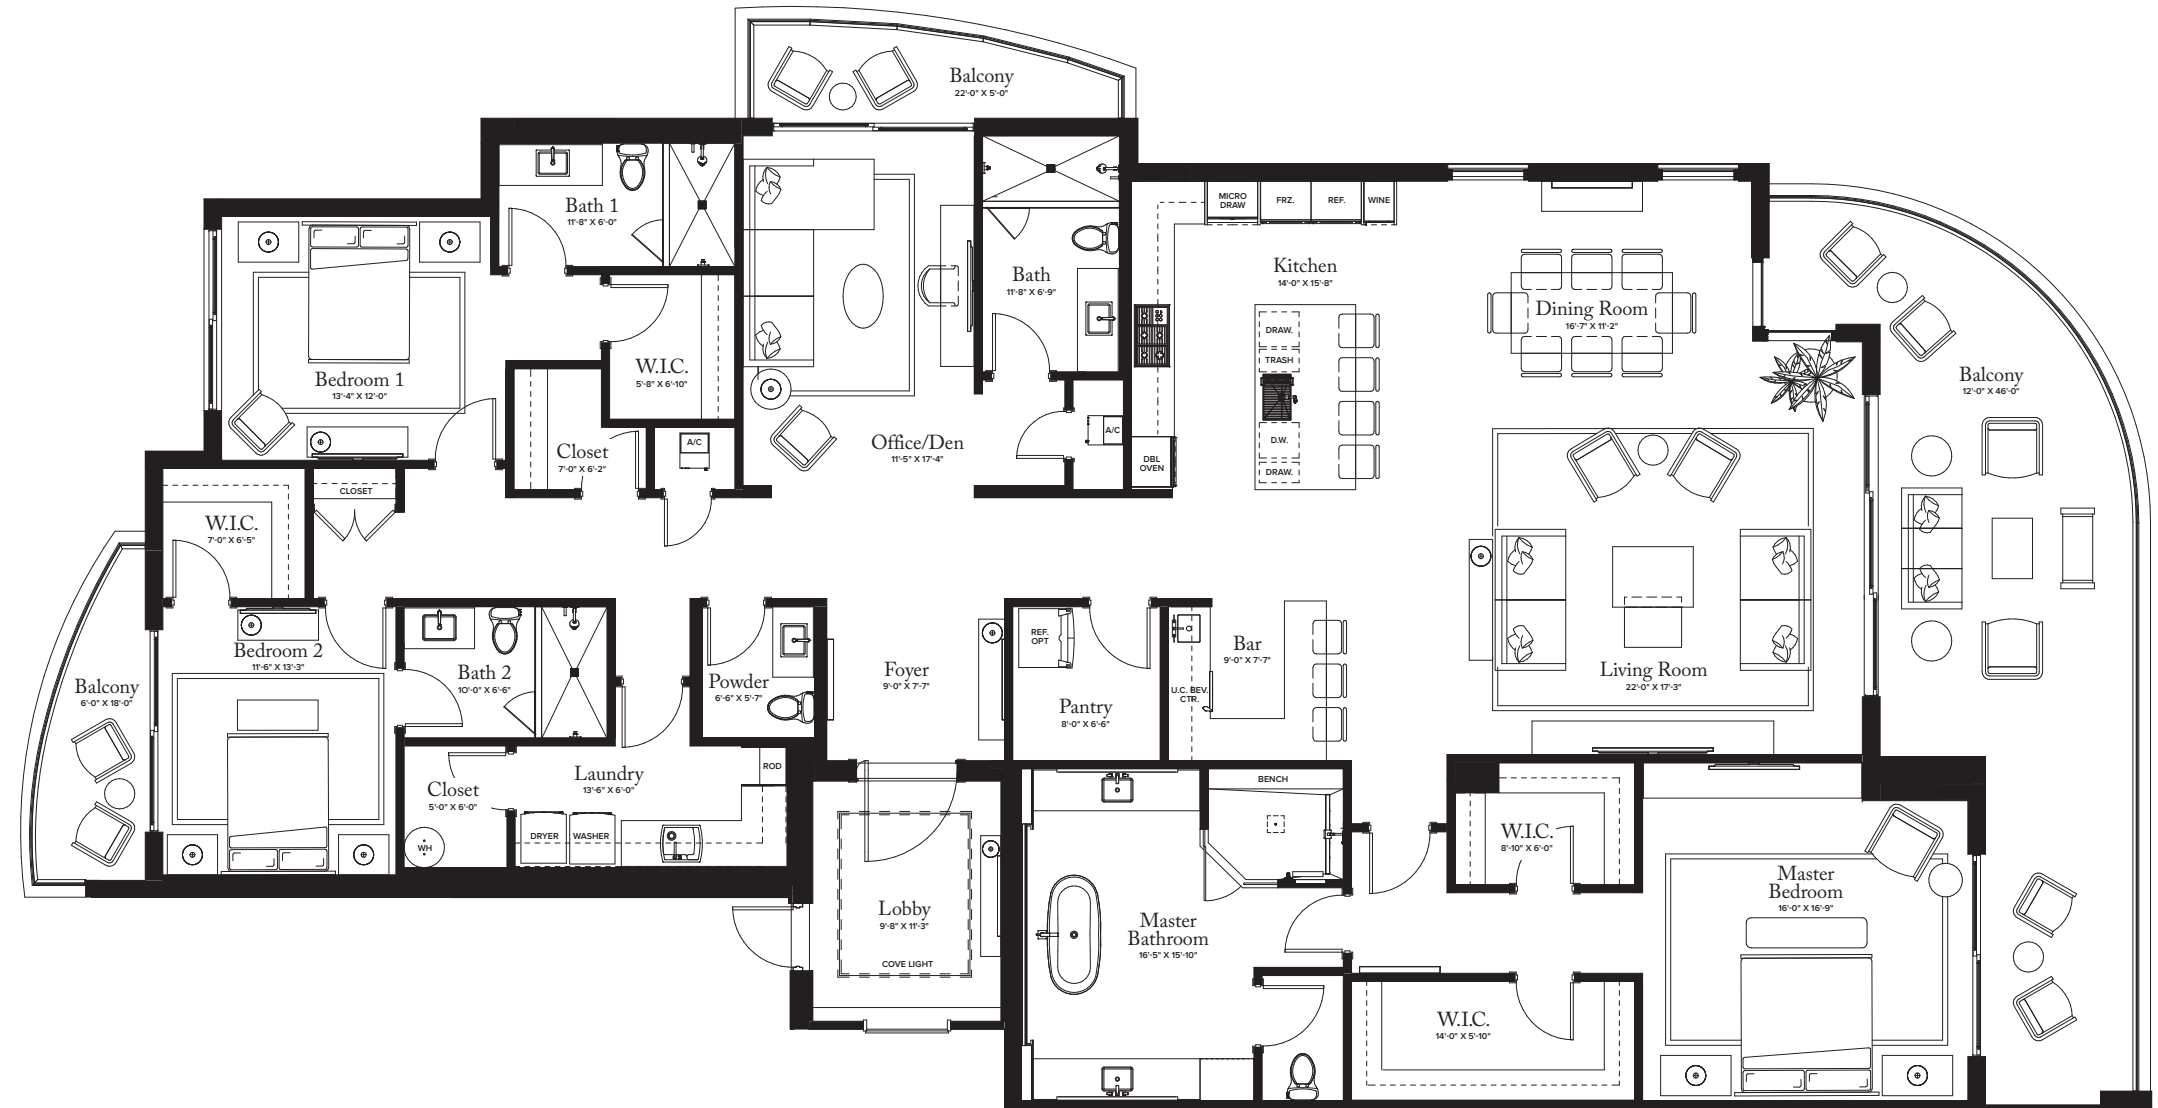 Balcony
22'-0" X 5'-0"
Bath 1
11'-8" X 6'-0"
MICRO
DRAW
FRZ.
REF.
WINE
Kitchen
14'-0" X 15'-8"
Bath
11'-8" X 6'-9"
Dining Room
16'-7" X 11'-2"
DRAW.
TRASH
D.W.
DRAW.
DBL
OVEN
Balcony
12'-0" X 46'-0"
Bedroom 1
13'-4" X 12'-0"
W.I.C.
5'-8" X 6'-10"
Closet
7'-0" X 6'-2"
A/C
Office/Den
11'-5" X 17'-4"
A/C
CLOSET
W.I.C.
7'-0" X 6'-5"
Bedroom 2
11'-6" X 13'-3"
Balcony
6'-0" X 18'-0"
Bath 2
10'-0" X 6'-6"
Powder
6'-6" X 5'-7"
Foyer
9'-0" X 7'-7"
REF.
OPT
Pantry
8'-0" X 6'-6"
Bar
9'-0" X 7'-7"
U.C. BEV.
CTR.
Living Room
22'-0" X 17'-3"
Closet
5'-0" X 6'-0"
WH
Laundry
13'-6" X 6'-0"
ROD
DRYER
WASHER
BENCH
W.I.C.
8'-10" X 6'-0"
Master
Bedroom
16'-0" X 16'-9"
Lobby
9'-8" X 11'-3"
COVE LIGHT
Master
Bathroom
16'-5" X 15'-10"
W.I.C.
14'-0" X 5'-10"